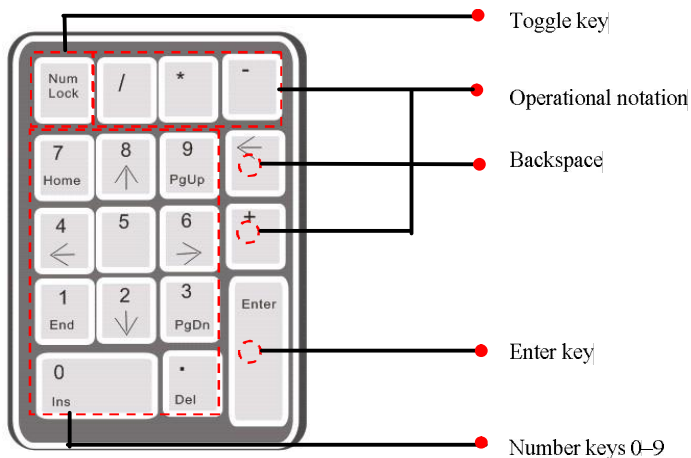 Toggle key
Num
Lock
/
*
-
Operational notation
7
8
9
Home
PgUp
Backspace
4
5
6
+
1
2
3
Enter
End
PgDn
Enter key
0
.
Ins
Del
Number keys 0–9